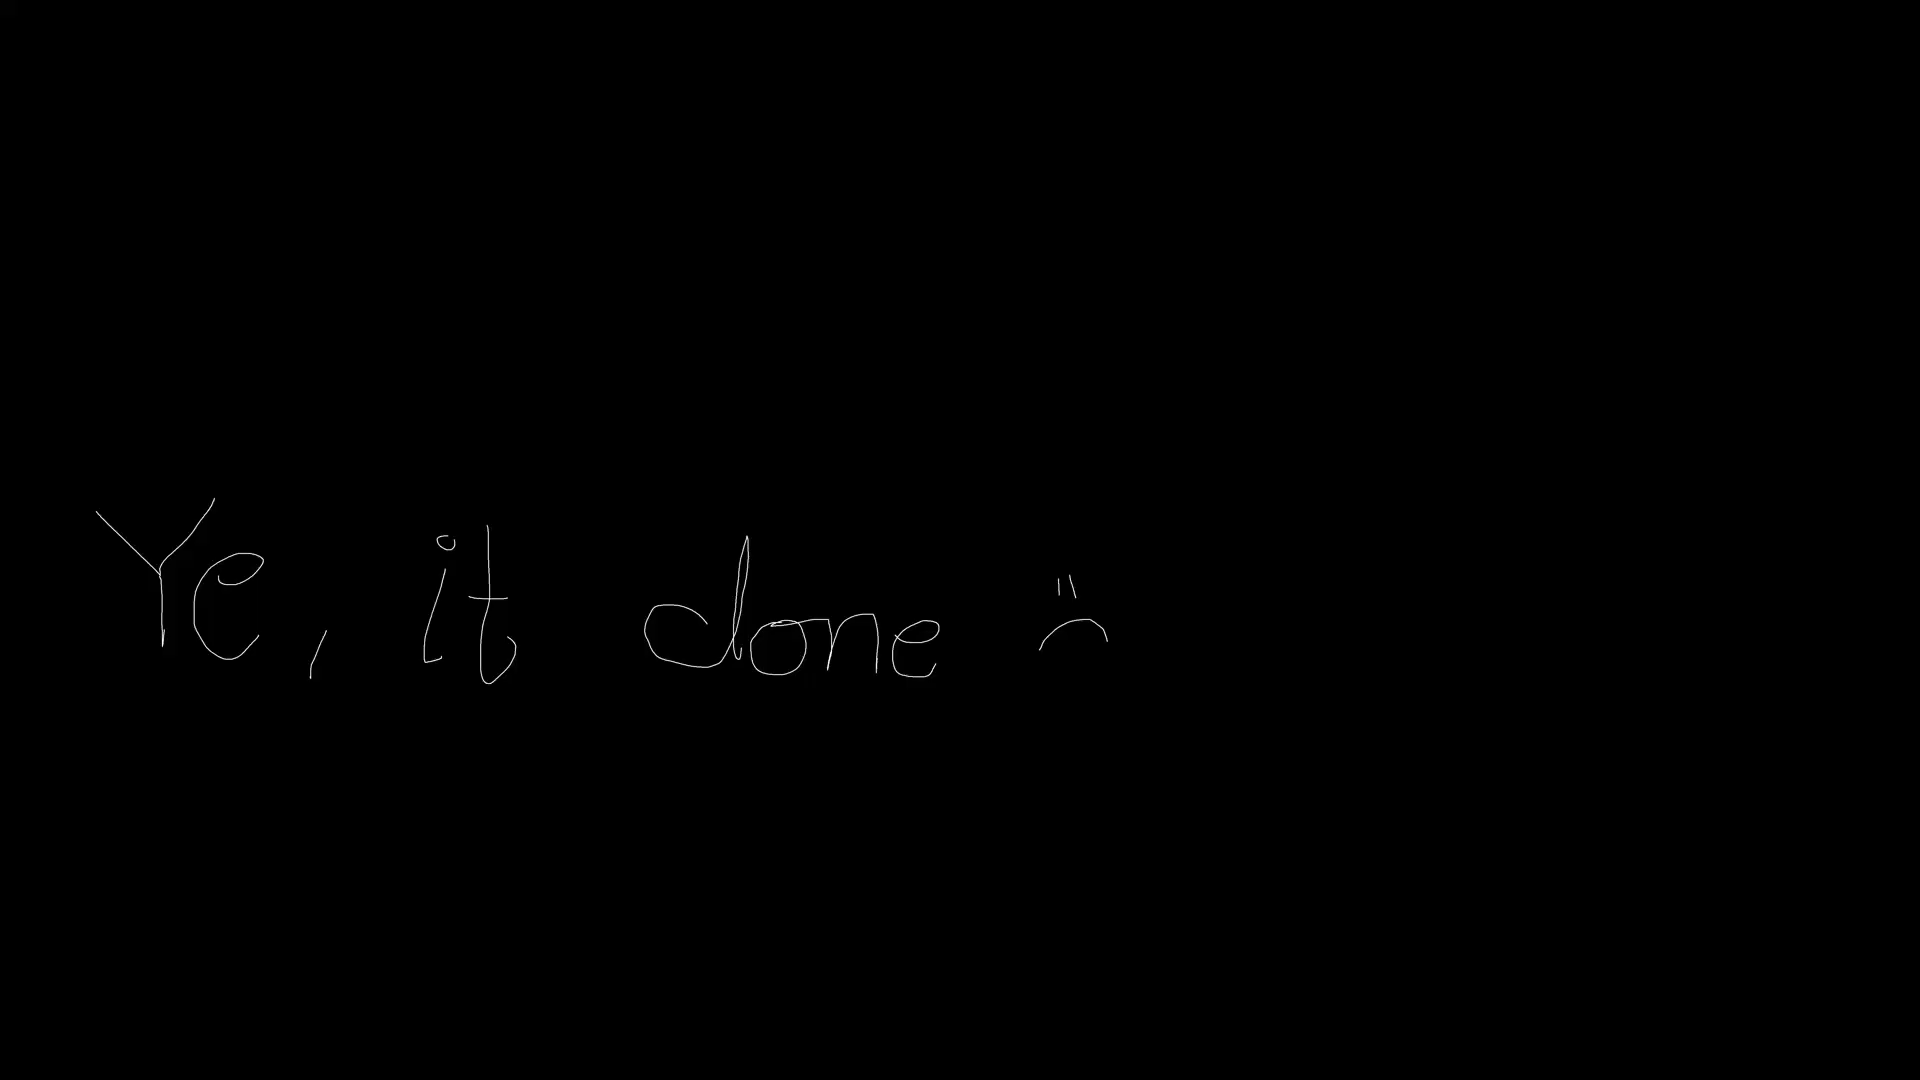 Ye, it done :(